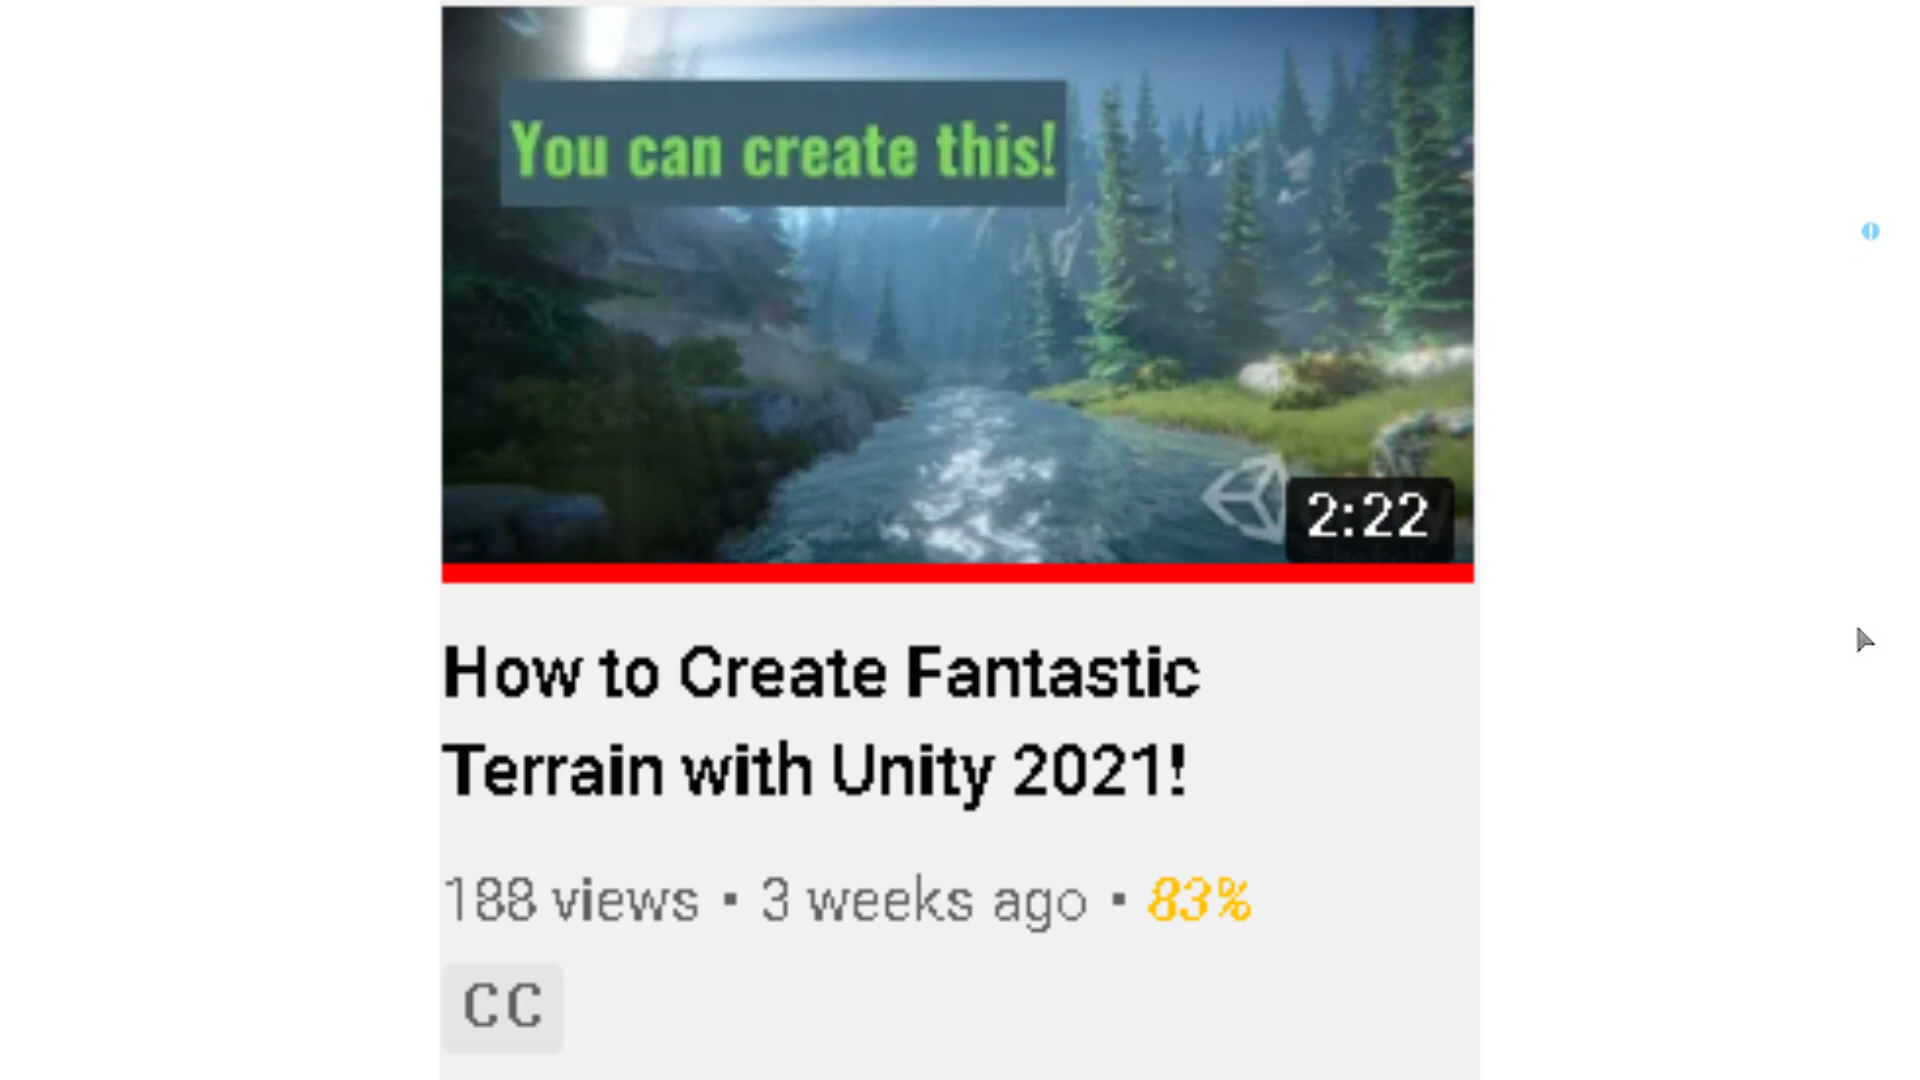 You can create this!
2:22
How to Create Fantastic
Terrain with Unity 2021!
188 views • 3 weeks ago • 83%
CC